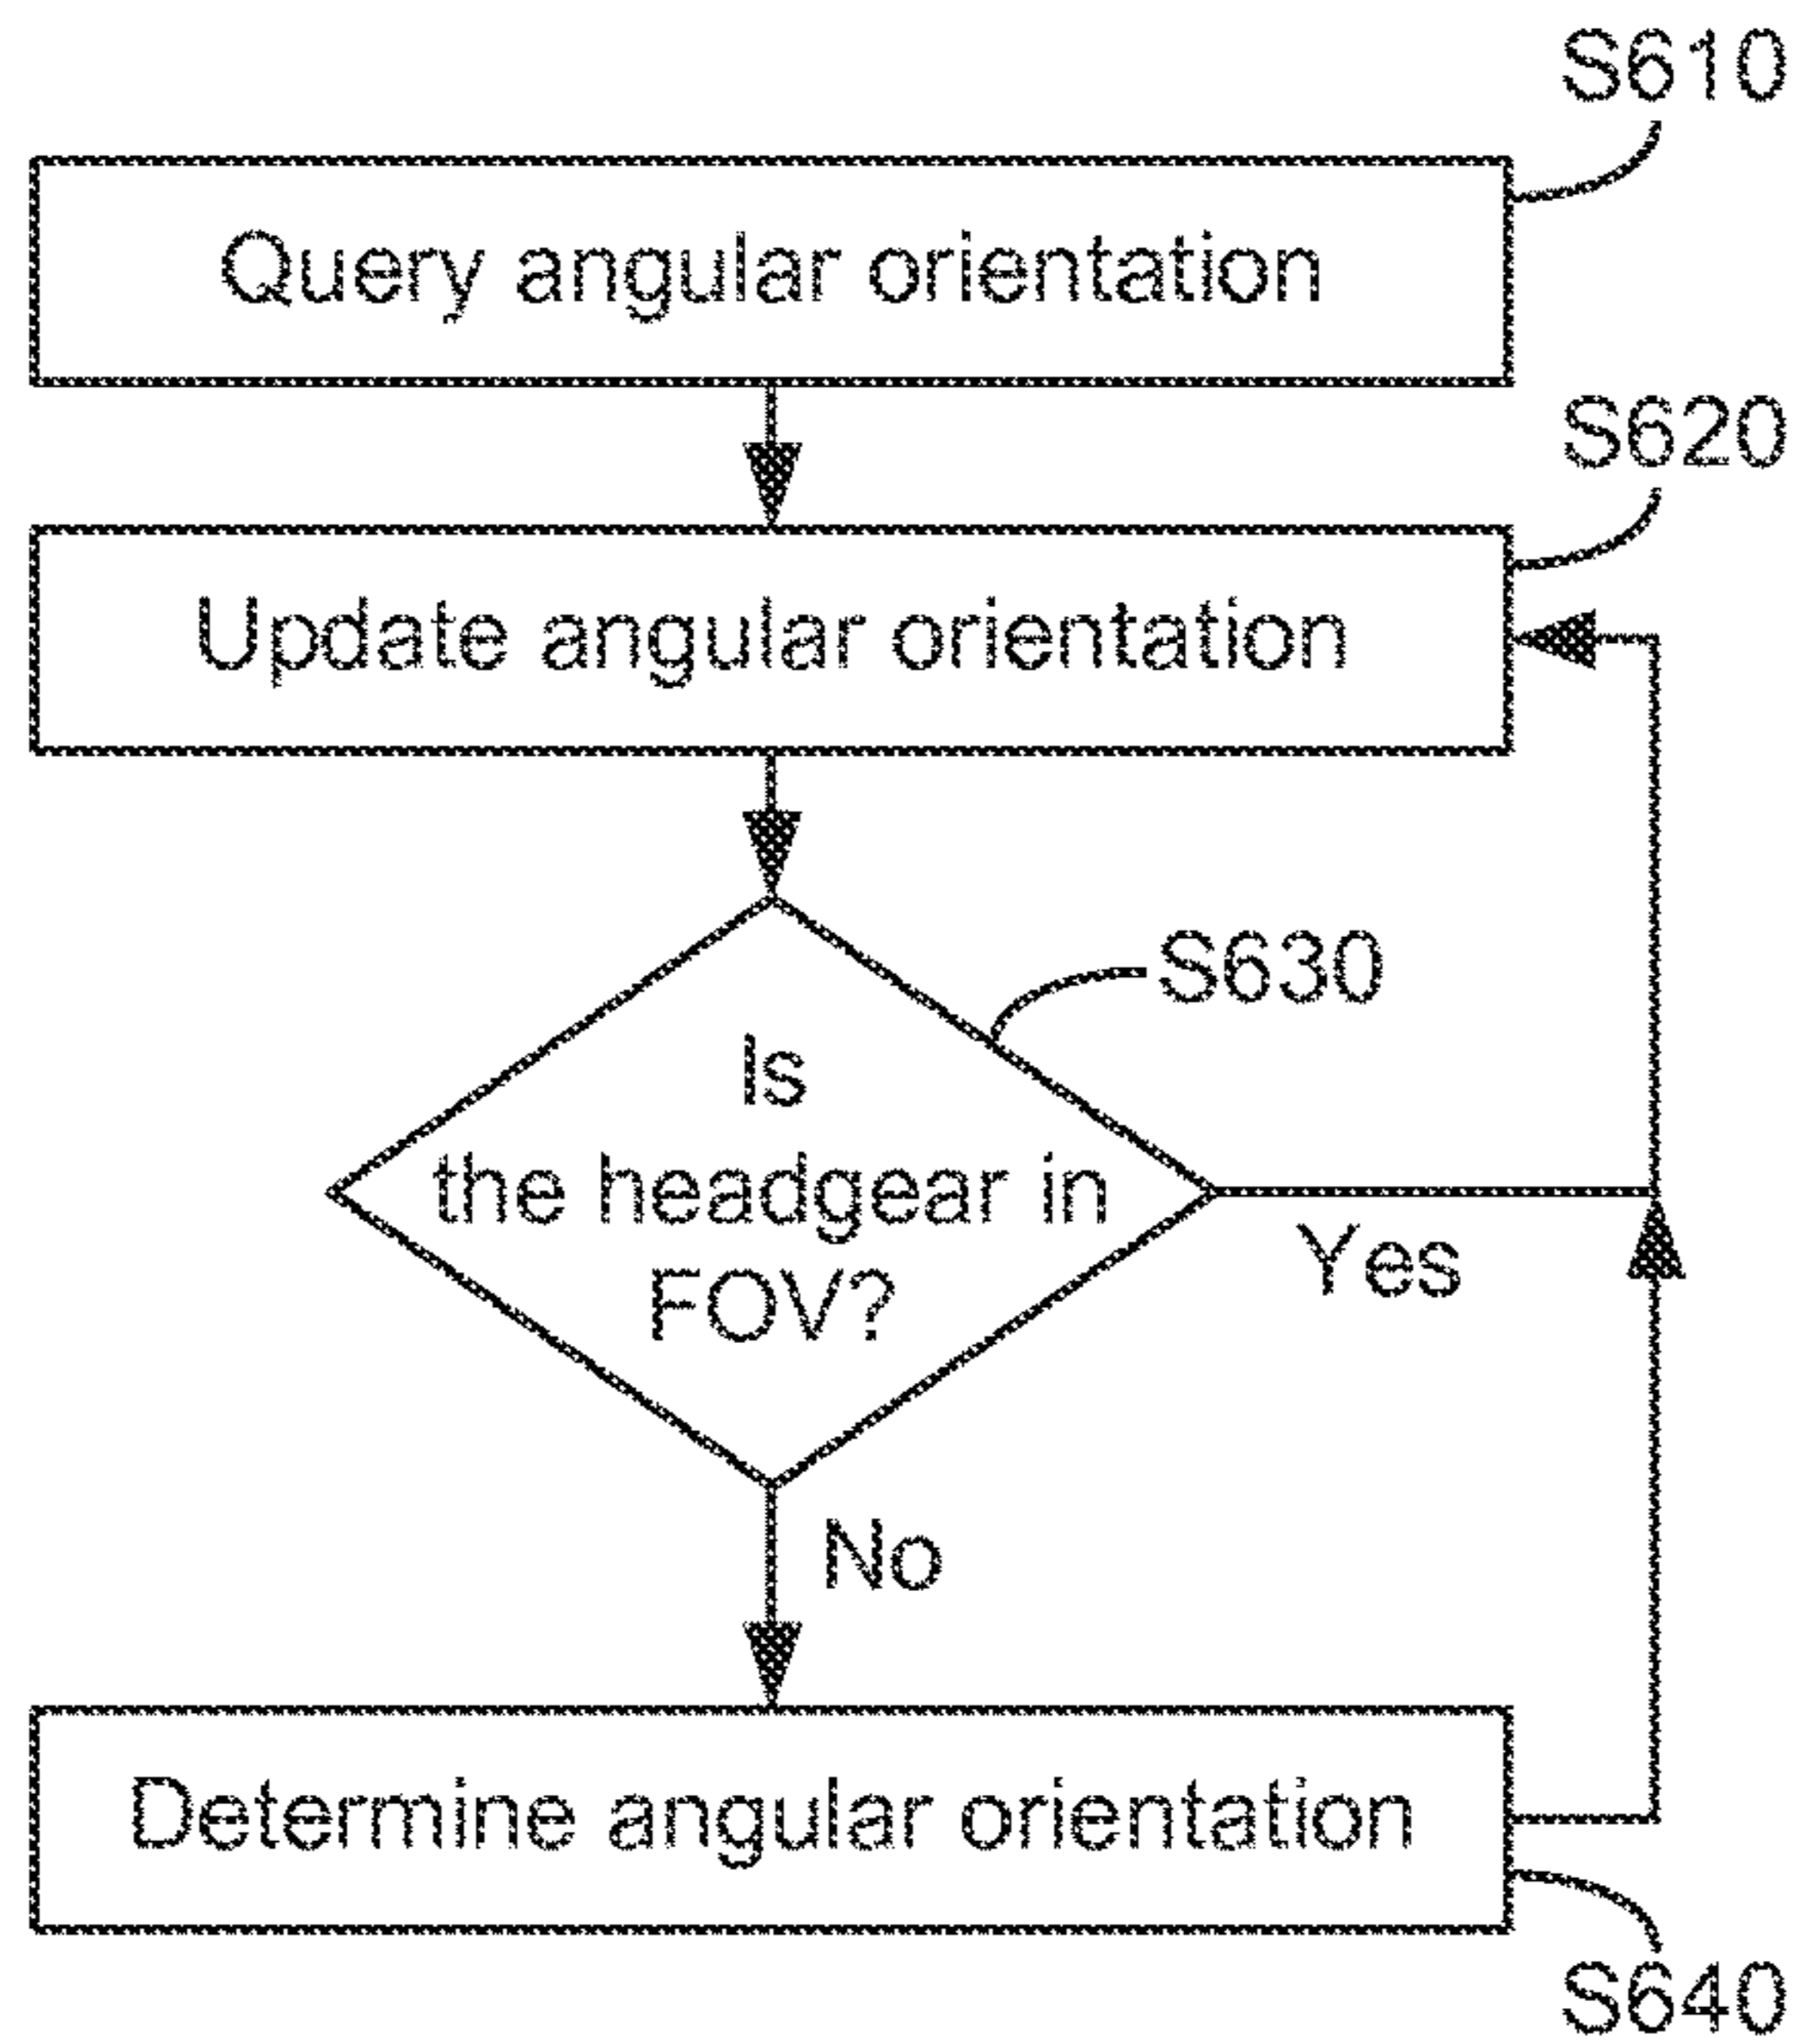 S610
Query angular orientation
S620
Update angular orientation
S630
Is
the headgear in
FOV?
Yes
No
Determine angular orientation
S640